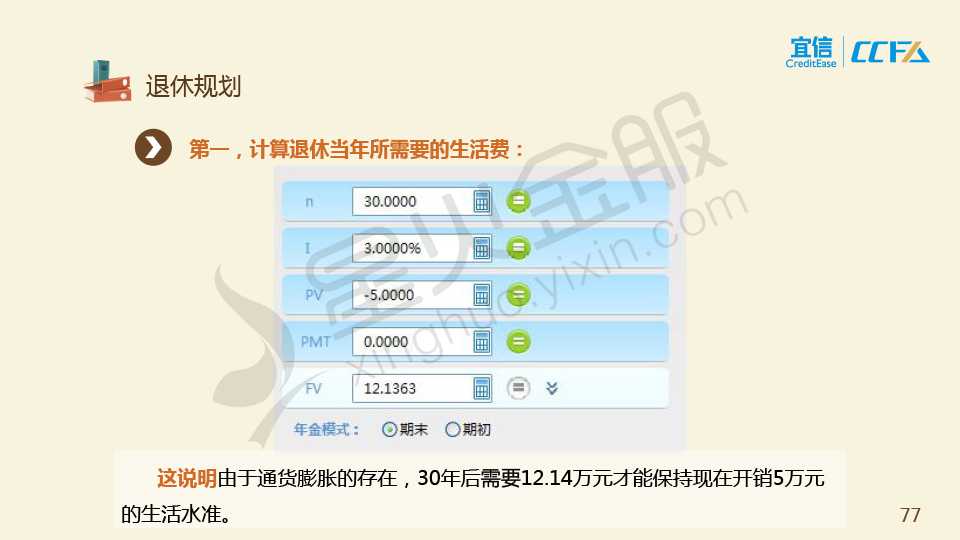 宜信
CreditEase
CCFA
退休规划
第一，计算退休当年所需要的生活费：
n 30.0000
I 3.0000%
PV -5.0000
PMT 0.0000
FV 12.1363
年金模式： 期末 期初
星火金服
xinghuo.yixin.com
这说明由于通货膨胀的存在，30年后需要12.14万元才能保持现在开销5万元
的生活水准。
77